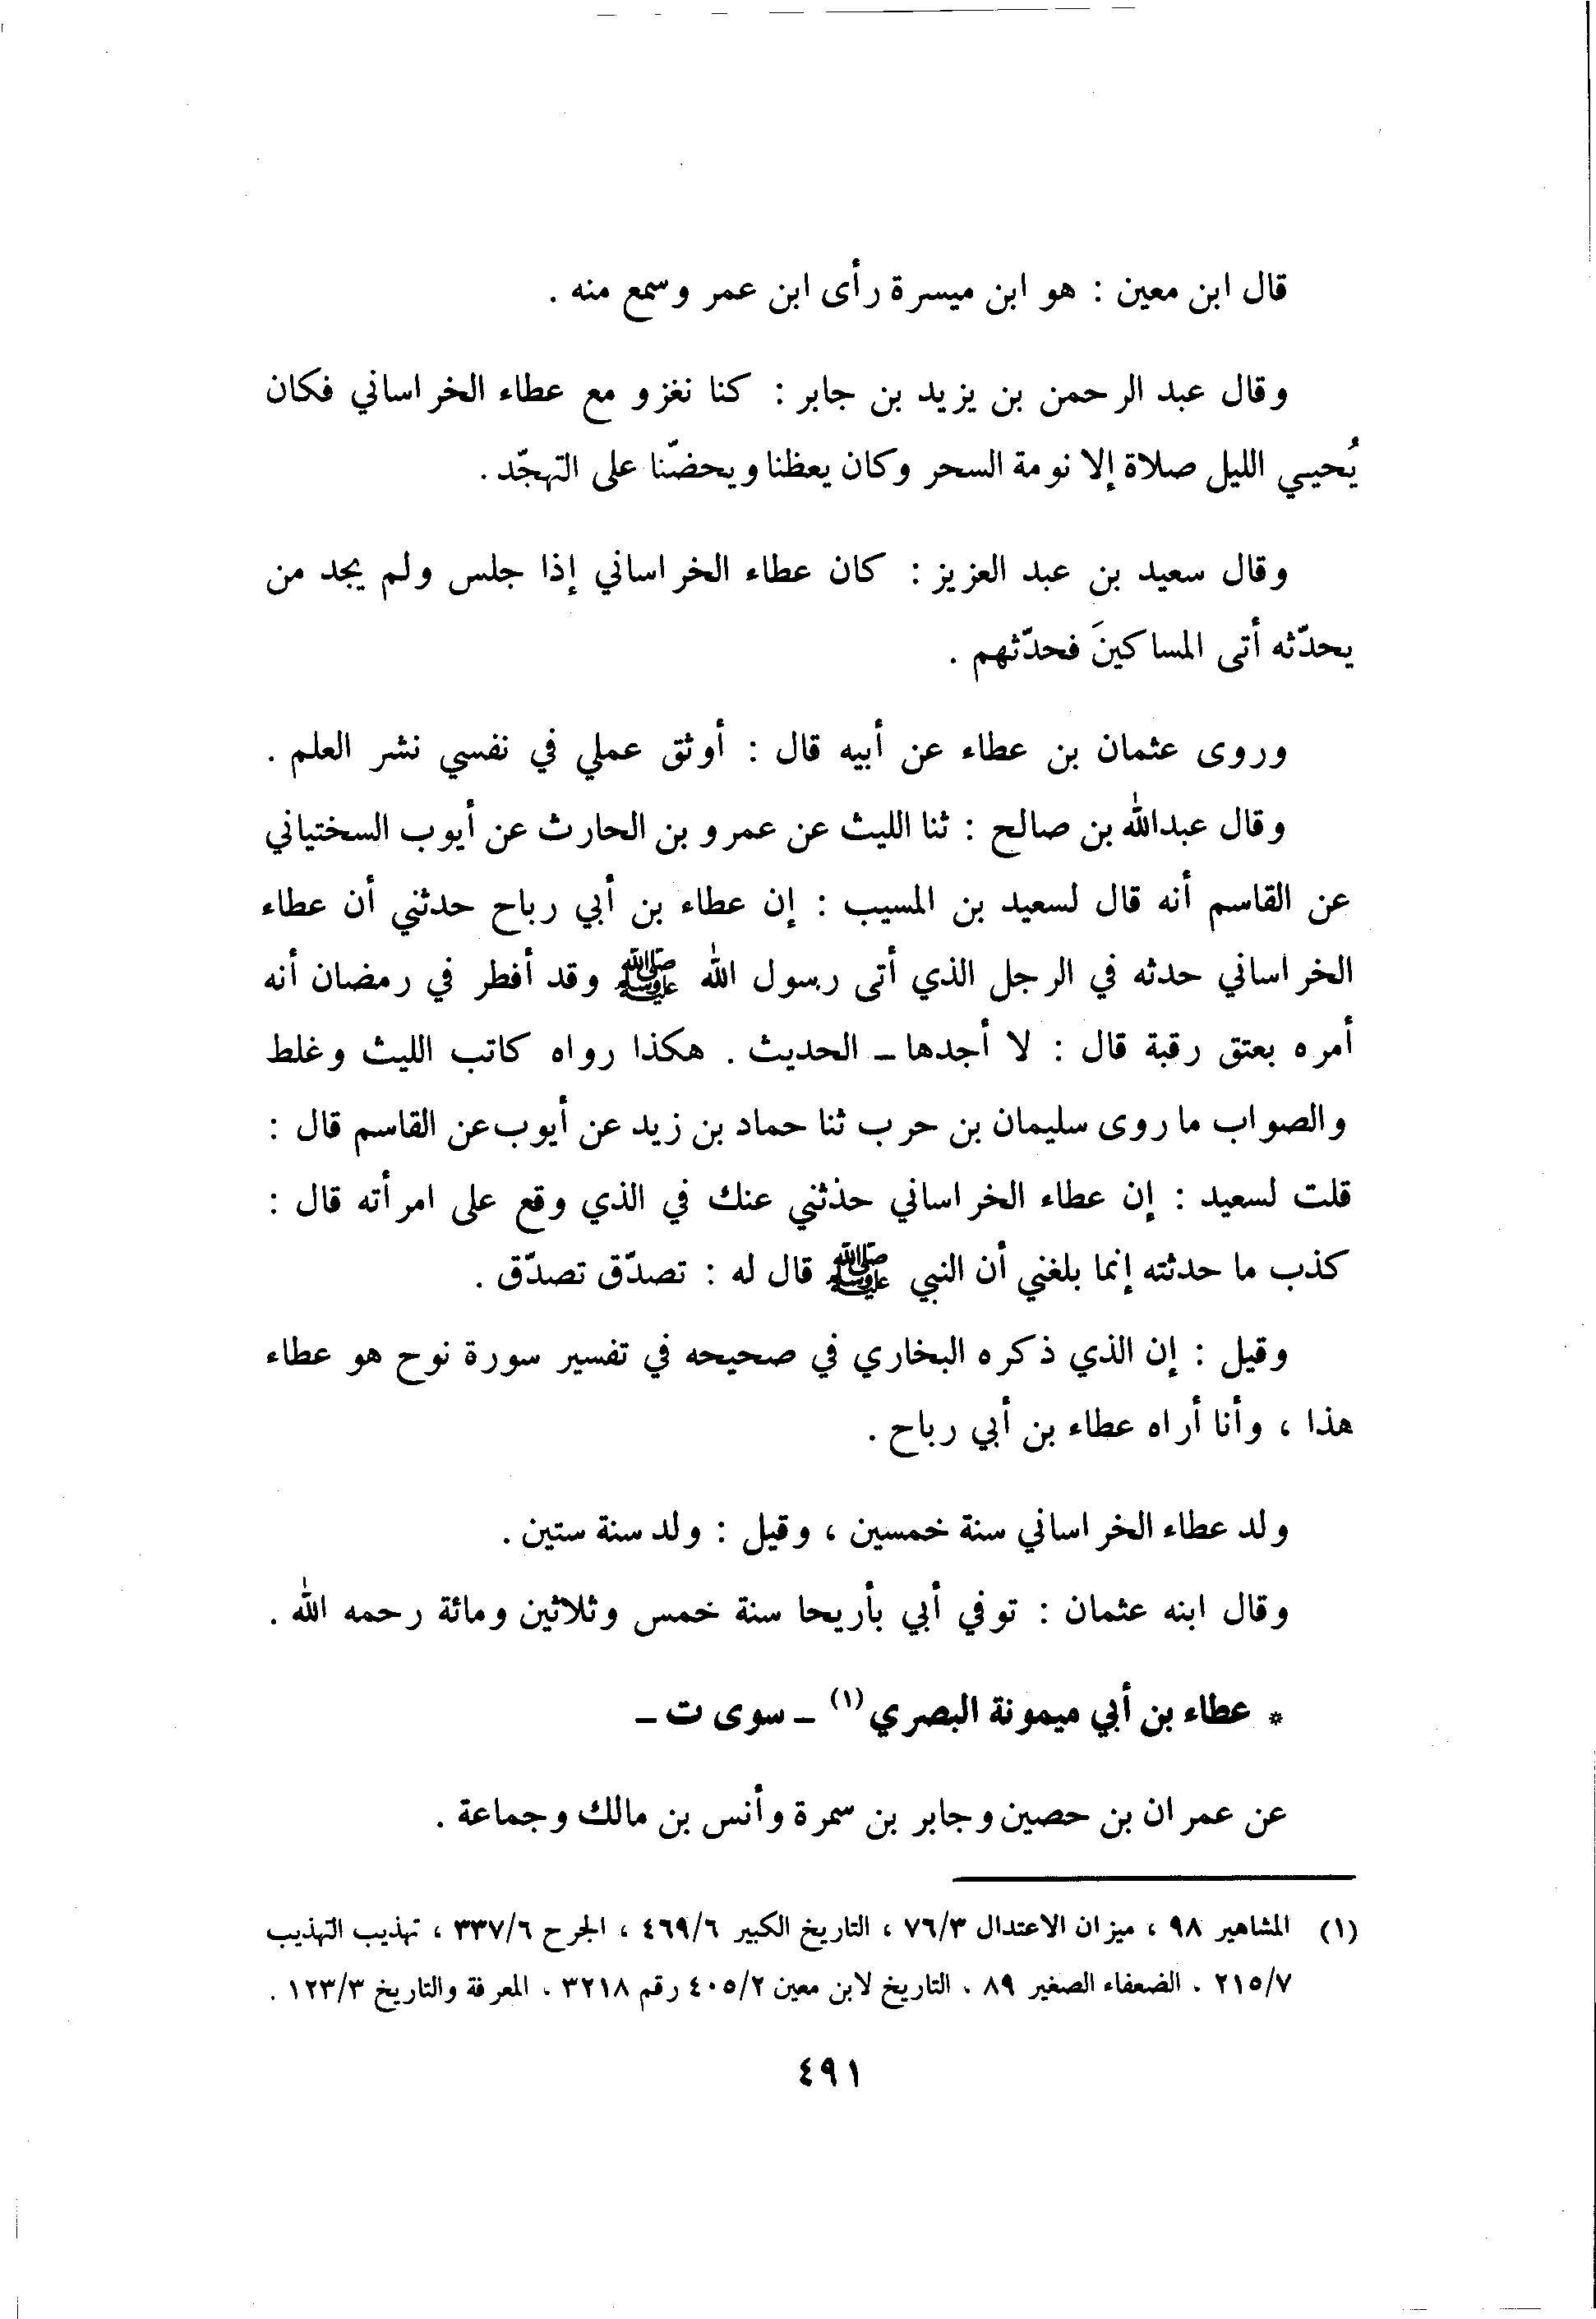 قال ابن معين : هو ابن ميسرة رأى ابن عمر وسمع منه .
وقال عبد الرحمن بن يزيد بن جابر : كنا نغزو مع عطاء الخراساني فكان
يُحيي الليل صلاة إلا نومة السحر وكان يعظنا ويحضّنا على التهجّد .
وقال سعيد بن عبد العزيز : كان عطاء الخراساني إذا جلس ولم يجد من
يحدّثه أتى المساكينَ فحدّثهم .
وروى عثمان بن عطاء عن أبيه قال : أوثق عملي في نفسي نشر العلم .
وقال عبدالله بن صالح : ثنا الليث عن عمرو بن الحارث عن أيوب السختياني
عن القاسم أنه قال لسعيد بن المسيب : إن عطاء بن أبي رباح حدثني أن عطاء
الخراساني حدثه في الرجل الذي أتى رسول الله ﷺ وقد أفطر في رمضان أنه
أمره بعتق رقبة قال : لا أجدها ـ الحديث . هكذا رواه كاتب الليث وغلط
والصواب ما روى سليمان بن حرب ثنا حماد بن زيد عن أيوب عن القاسم قال :
قلت لسعيد : إن عطاء الخراساني حذثني عنك في الذي وقع على امرأته قال :
كذب ما حدثته إنما بلغني أن النبي ﷺ قال له : تصدّق تصدّق .
وقيل : إن الذي ذكره البخاري في صحيحه في تفسير سورة نوح هو عطاء
هذا ، وأنا أراه عطاء بن أبي رباح .
ولد عطاء الخراساني سنة خمسين ، وقيل : ولد سنة ستين .
وقال ابنه عثمان : توفي أبي بأريحا سنة خمس وثلاثين ومائة رحمه الله .
* عطاء بن أبي ميمونة البصري (١) ـ سوى ت ـ
عن عمران بن حصين وجابر بن سمرة وأنس بن مالك وجماعة .
(١) المشاهير ٩٨ ، ميزان الاعتدال ٧٦/٣ ، التاريخ الكبير ٤٦٩/٦ ، الجرح ٣٣٧/٦ ، تهذيب التهذيب
٢١٥/٧ . الضعفاء الصغير ٨٩ . التاريخ لابن معين ٤٠٥/٢ رقم ٣٢١٨ . المعرفة والتاريخ ١٢٣/٣ .
٤٩١